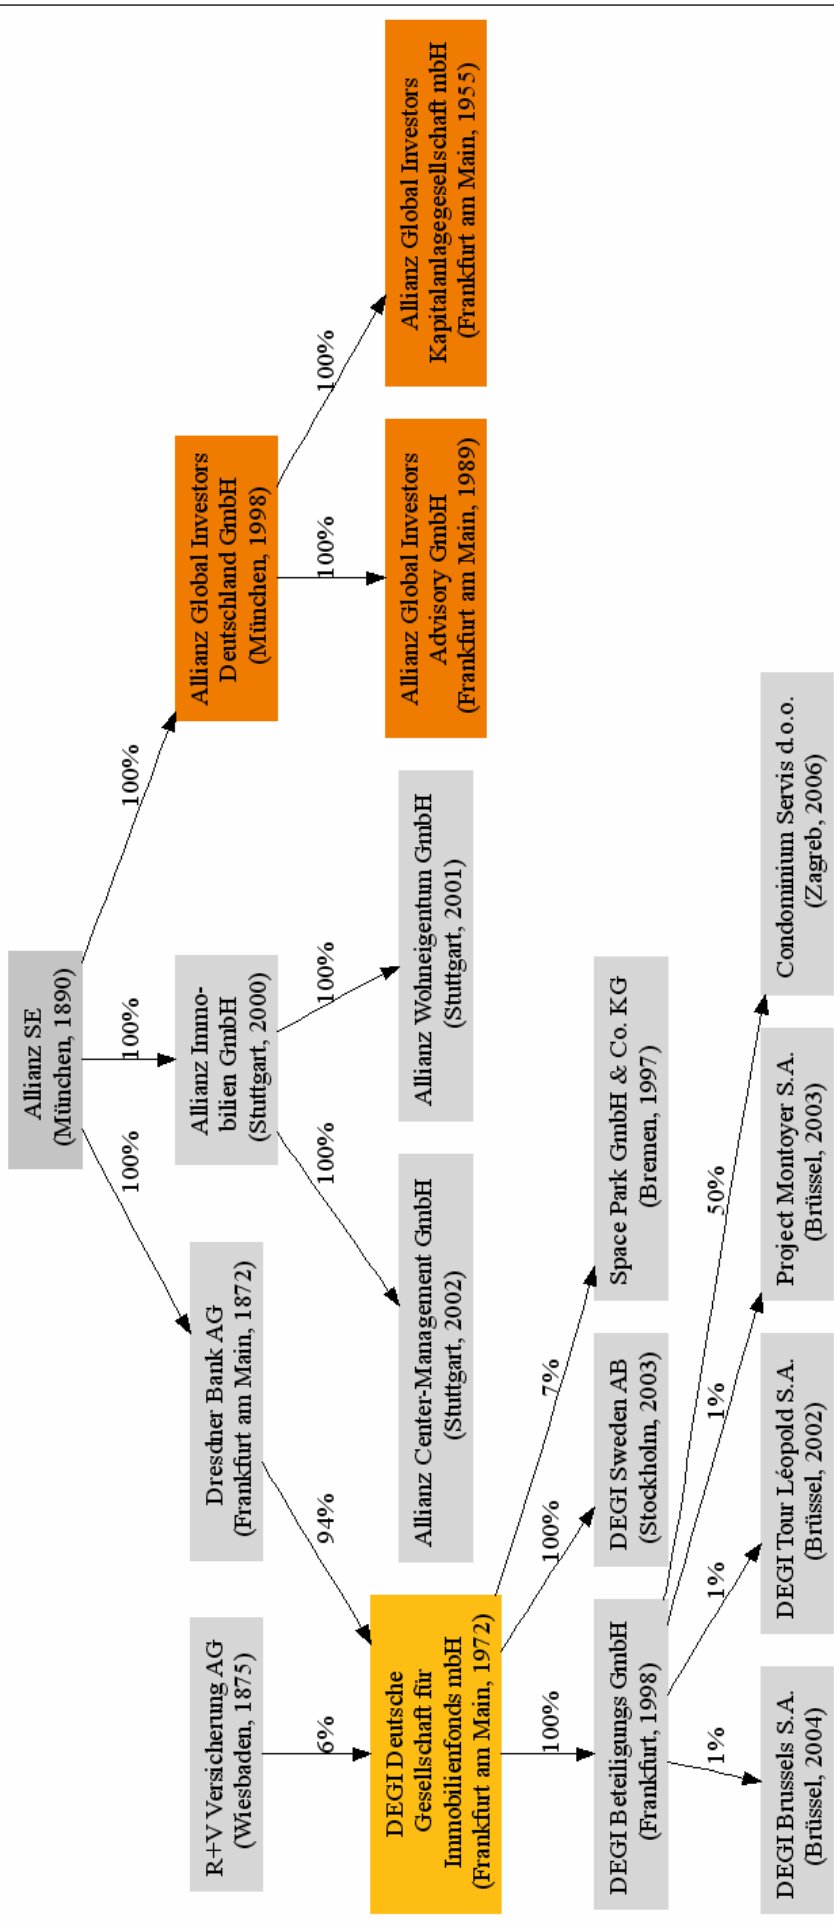 Allianz SE
(München, 1890)
100%
100%
100%
R+V Versicherung AG
(Wiesbaden, 1875)
Dresdner Bank AG
(Frankfurt am Main, 1872)
Allianz Immo-
bilien GmbH
(Stuttgart, 2000)
Allianz Global Investors
Deutschland GmbH
(München, 1998)
6%
94%
100%
100%
100%
100%
DEGI Deutsche
Gesellschaft für
Immobilienfonds mbH
(Frankfurt am Main, 1972)
Allianz Center-Management GmbH
(Stuttgart, 2002)
Allianz Wohneigentum GmbH
(Stuttgart, 2001)
Allianz Global Investors
Advisory GmbH
(Frankfurt am Main, 1989)
Allianz Global Investors
Kapitalanlagegesellschaft mbH
(Frankfurt am Main, 1955)
100%
100%
7%
DEGI Beteiligungs GmbH
(Frankfurt, 1998)
DEGI Sweden AB
(Stockholm, 2003)
Space Park GmbH & Co. KG
(Bremen, 1997)
1%
1%
1%
50%
DEGI Brussels S.A.
(Brüssel, 2004)
DEGI Tour Léopold S.A.
(Brüssel, 2002)
Project Montoyer S.A.
(Brüssel, 2003)
Condominium Servis d.o.o.
(Zagreb, 2006)